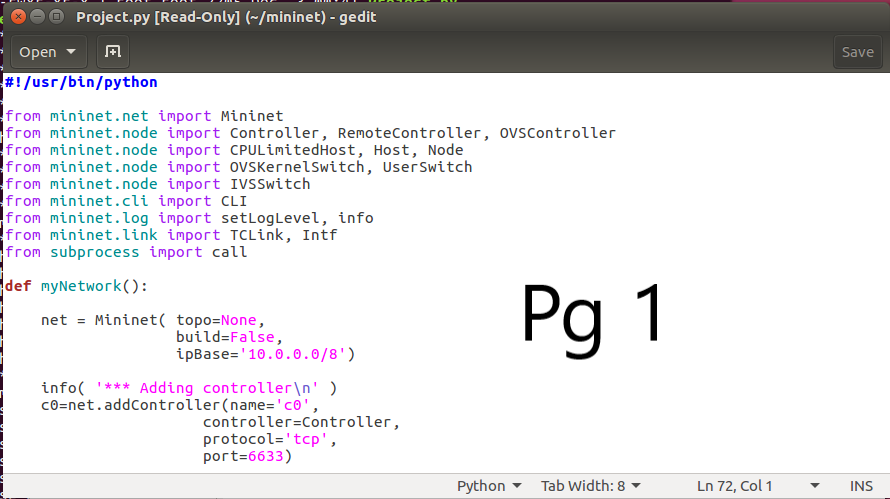 Project.py [Read-Only] (~/mininet) - gedit
Open
Save
#!/usr/bin/python
from mininet.net import Mininet
from mininet.node import Controller, RemoteController, OVSController
from mininet.node import CPULimitedHost, Host, Node
from mininet.node import OVSKernelSwitch, UserSwitch
from mininet.node import IVSSwitch
from mininet.cli import CLI
from mininet.log import setLogLevel, info
from mininet.link import TCLink, Intf
from subprocess import call
def myNetwork():
Pg 1
net = Mininet( topo=None,
build=False,
ipBase='10.0.0.0/8')
info( '*** Adding controller\n' )
c0=net.addController(name='c0',
controller=Controller,
protocol='tcp',
port=6633)
Python
Tab Width: 8
Ln 72, Col 1
INS